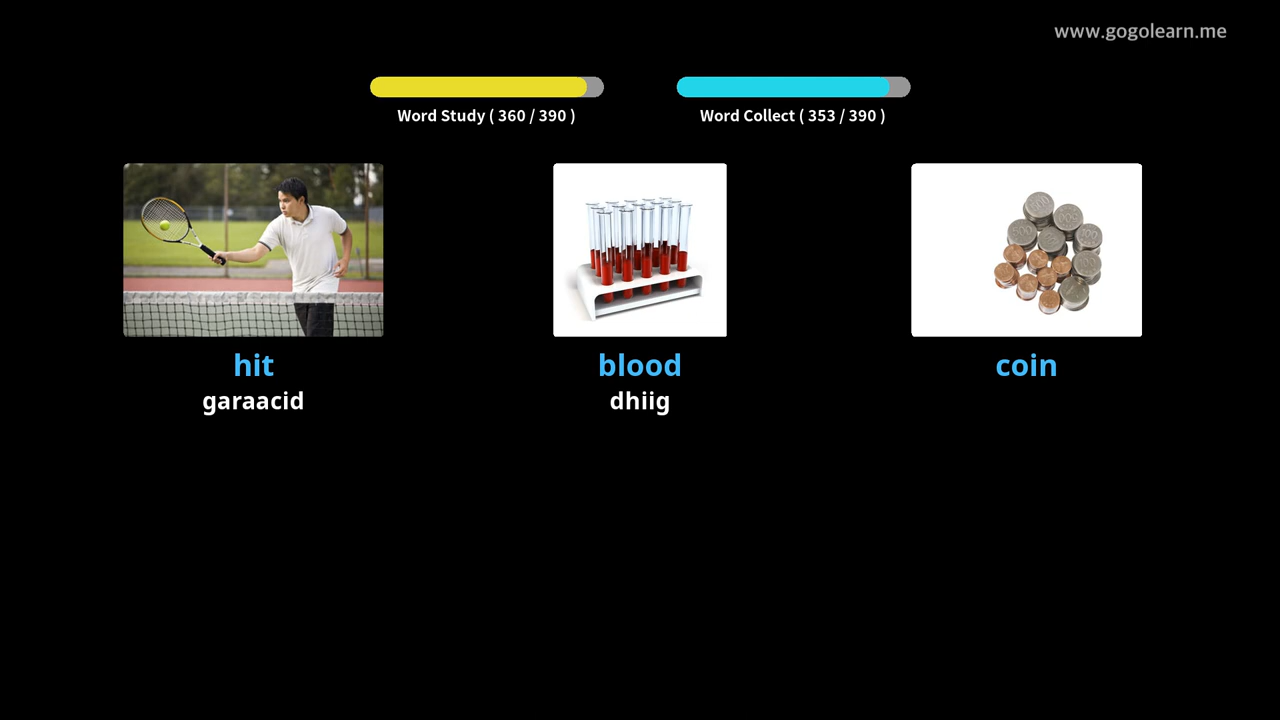 www.gogolearn.me
Word Study ( 360 / 390 )
Word Collect ( 353 / 390 )
hit
garaacid
blood
dhiig
coin